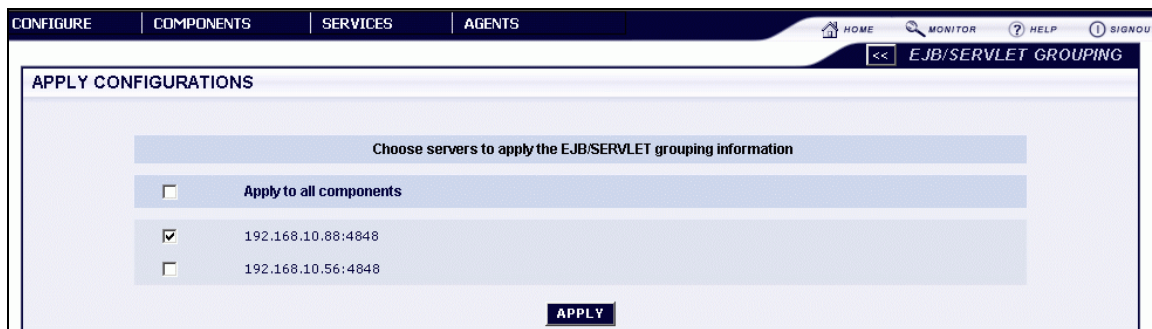 CONFIGURE COMPONENTS SERVICES AGENTS
HOME MONITOR ? HELP SIGNOU
<< EJB/SERVLET GROUPING
APPLY CONFIGURATIONS
Choose servers to apply the EJB/SERVLET grouping information
Apply to all components
192.168.10.88:4848
192.168.10.56:4848
APPLY